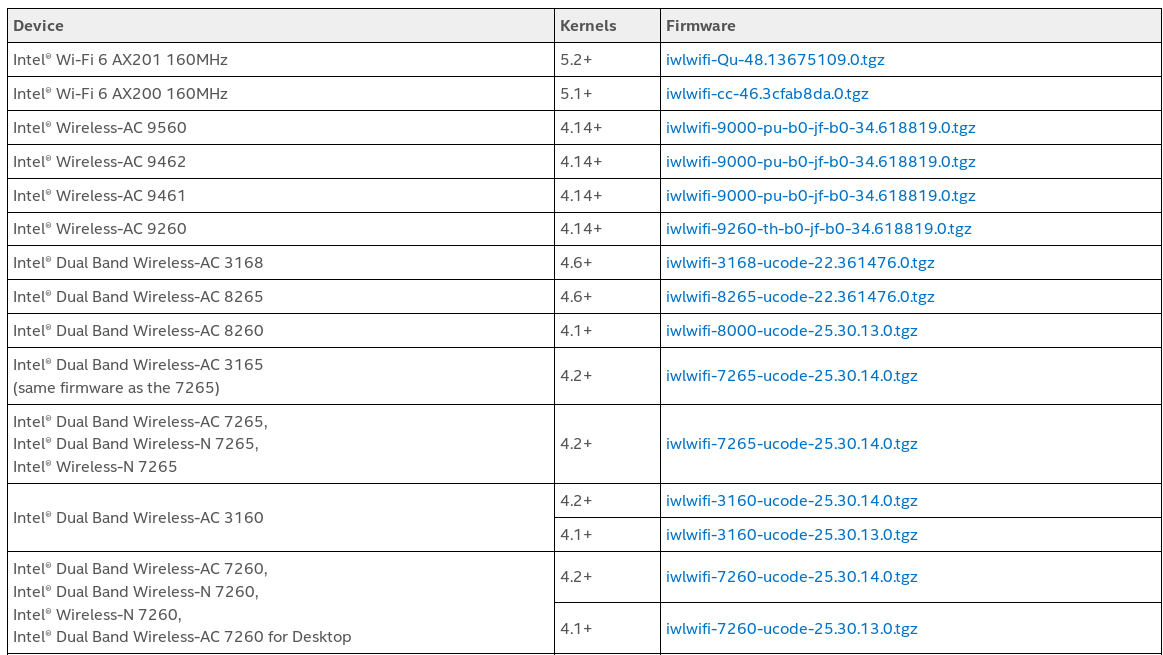 Device Kernels Firmware
Intel® Wi-Fi 6 AX201 160MHz 5.2+ iwlwifi-Qu-48.13675109.0.tgz
Intel® Wi-Fi 6 AX200 160MHz 5.1+ iwlwifi-cc-46.3cfab8da.0.tgz
Intel® Wireless-AC 9560 4.14+ iwlwifi-9000-pu-b0-jf-b0-34.618819.0.tgz
Intel® Wireless-AC 9462 4.14+ iwlwifi-9000-pu-b0-jf-b0-34.618819.0.tgz
Intel® Wireless-AC 9461 4.14+ iwlwifi-9000-pu-b0-jf-b0-34.618819.0.tgz
Intel® Wireless-AC 9260 4.14+ iwlwifi-9260-th-b0-jf-b0-34.618819.0.tgz
Intel® Dual Band Wireless-AC 3168 4.6+ iwlwifi-3168-ucode-22.361476.0.tgz
Intel® Dual Band Wireless-AC 8265 4.6+ iwlwifi-8265-ucode-22.361476.0.tgz
Intel® Dual Band Wireless-AC 8260 4.1+ iwlwifi-8000-ucode-25.30.13.0.tgz
Intel® Dual Band Wireless-AC 3165
(same firmware as the 7265) 4.2+ iwlwifi-7265-ucode-25.30.14.0.tgz
Intel® Dual Band Wireless-AC 7265,
Intel® Dual Band Wireless-N 7265, 4.2+ iwlwifi-7265-ucode-25.30.14.0.tgz
Intel® Wireless-N 7265
Intel® Dual Band Wireless-AC 3160 4.2+ iwlwifi-3160-ucode-25.30.14.0.tgz
4.1+ iwlwifi-3160-ucode-25.30.13.0.tgz
Intel® Dual Band Wireless-AC 7260, 4.2+ iwlwifi-7260-ucode-25.30.14.0.tgz
Intel® Dual Band Wireless-N 7260,
Intel® Wireless-N 7260, 4.1+ iwlwifi-7260-ucode-25.30.13.0.tgz
Intel® Dual Band Wireless-AC 7260 for Desktop